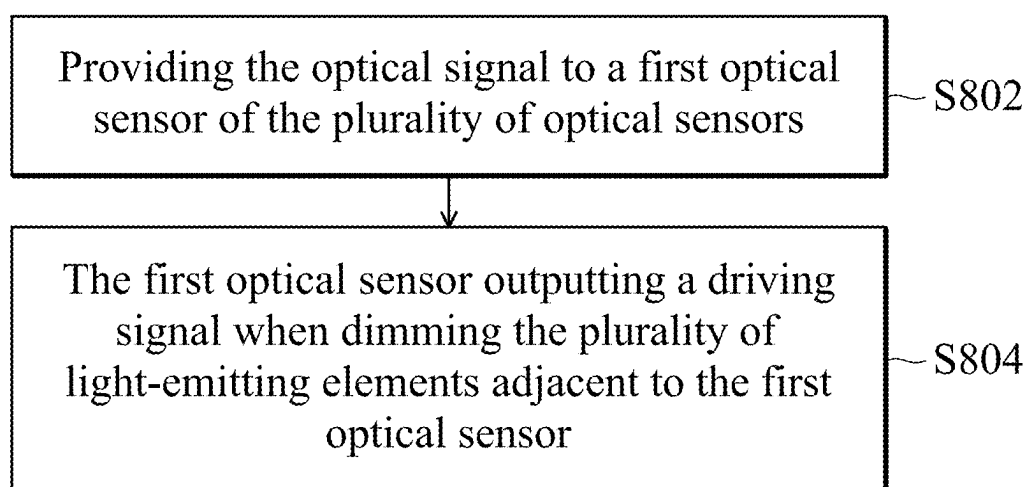 Providing the optical signal to a first optical
sensor of the plurality of optical sensors
S802
The first optical sensor outputting a driving
signal when dimming the plurality of
light-emitting elements adjacent to the first
optical sensor
S804